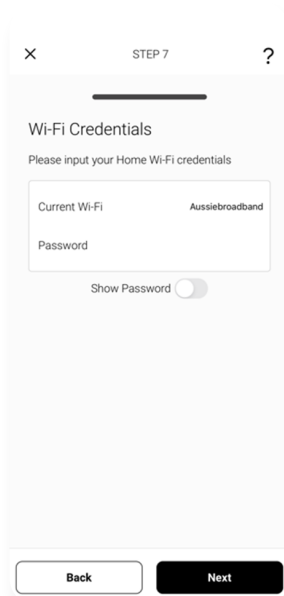 STEP 7 ?
Wi-Fi Credentials
Please input your Home Wi-Fi credentials
Current Wi-Fi Aussiebroadband
Password
Show Password
Back Next